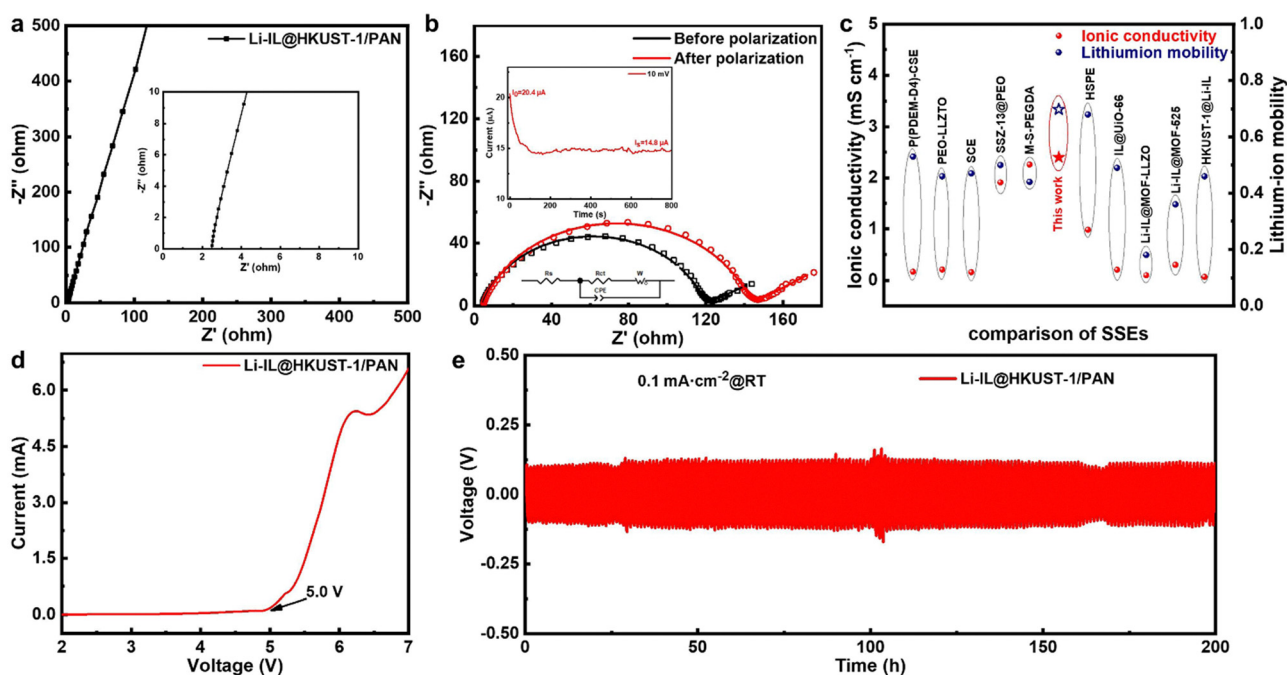 a
500
400
300
200
100
0
-Z'' (ohm)
Li-IL@HKUST-1/PAN
10
8
6
4
2
0
-Z'' (ohm)
0 2 4 6 8 10
Z' (ohm)
0 100 200 300 400 500
Z' (ohm)
b
160
120
80
40
0
-Z'' (ohm)
Before polarization
After polarization
10 mV
I0=20.4 μA
Is=14.8 μA
20
15
10
5
0
Current (μA)
0 200 400 600 800
Time (s)
Rs Rct W
CPE
0 40 80 120 160
Z' (ohm)
c
5
4
3
2
1
0
Ionic conductivity (mS cm⁻¹)
Ionic conductivity
Lithiumion mobility
P(PDEM-D4)-CSE
PEO-LLZTO
SCE
SSZ-13@PEO
M-S-PEGDA
This work
HSPE
IL@UiO-66
Li-IL@MOF-LLZO
Li-IL@MOF-525
HKUST-1@Li-IL
1.0
0.8
0.6
0.4
0.2
0.0
Lithium-ion mobility
comparison of SSEs
d
6.0
4.5
3.0
1.5
0.0
Current (mA)
Li-IL@HKUST-1/PAN
5.0 V
2 3 4 5 6 7
Voltage (V)
e
0.50
0.25
0.00
-0.25
-0.50
Voltage (V)
0.1 mA·cm⁻²@RT
Li-IL@HKUST-1/PAN
0 50 100 150 200
Time (h)